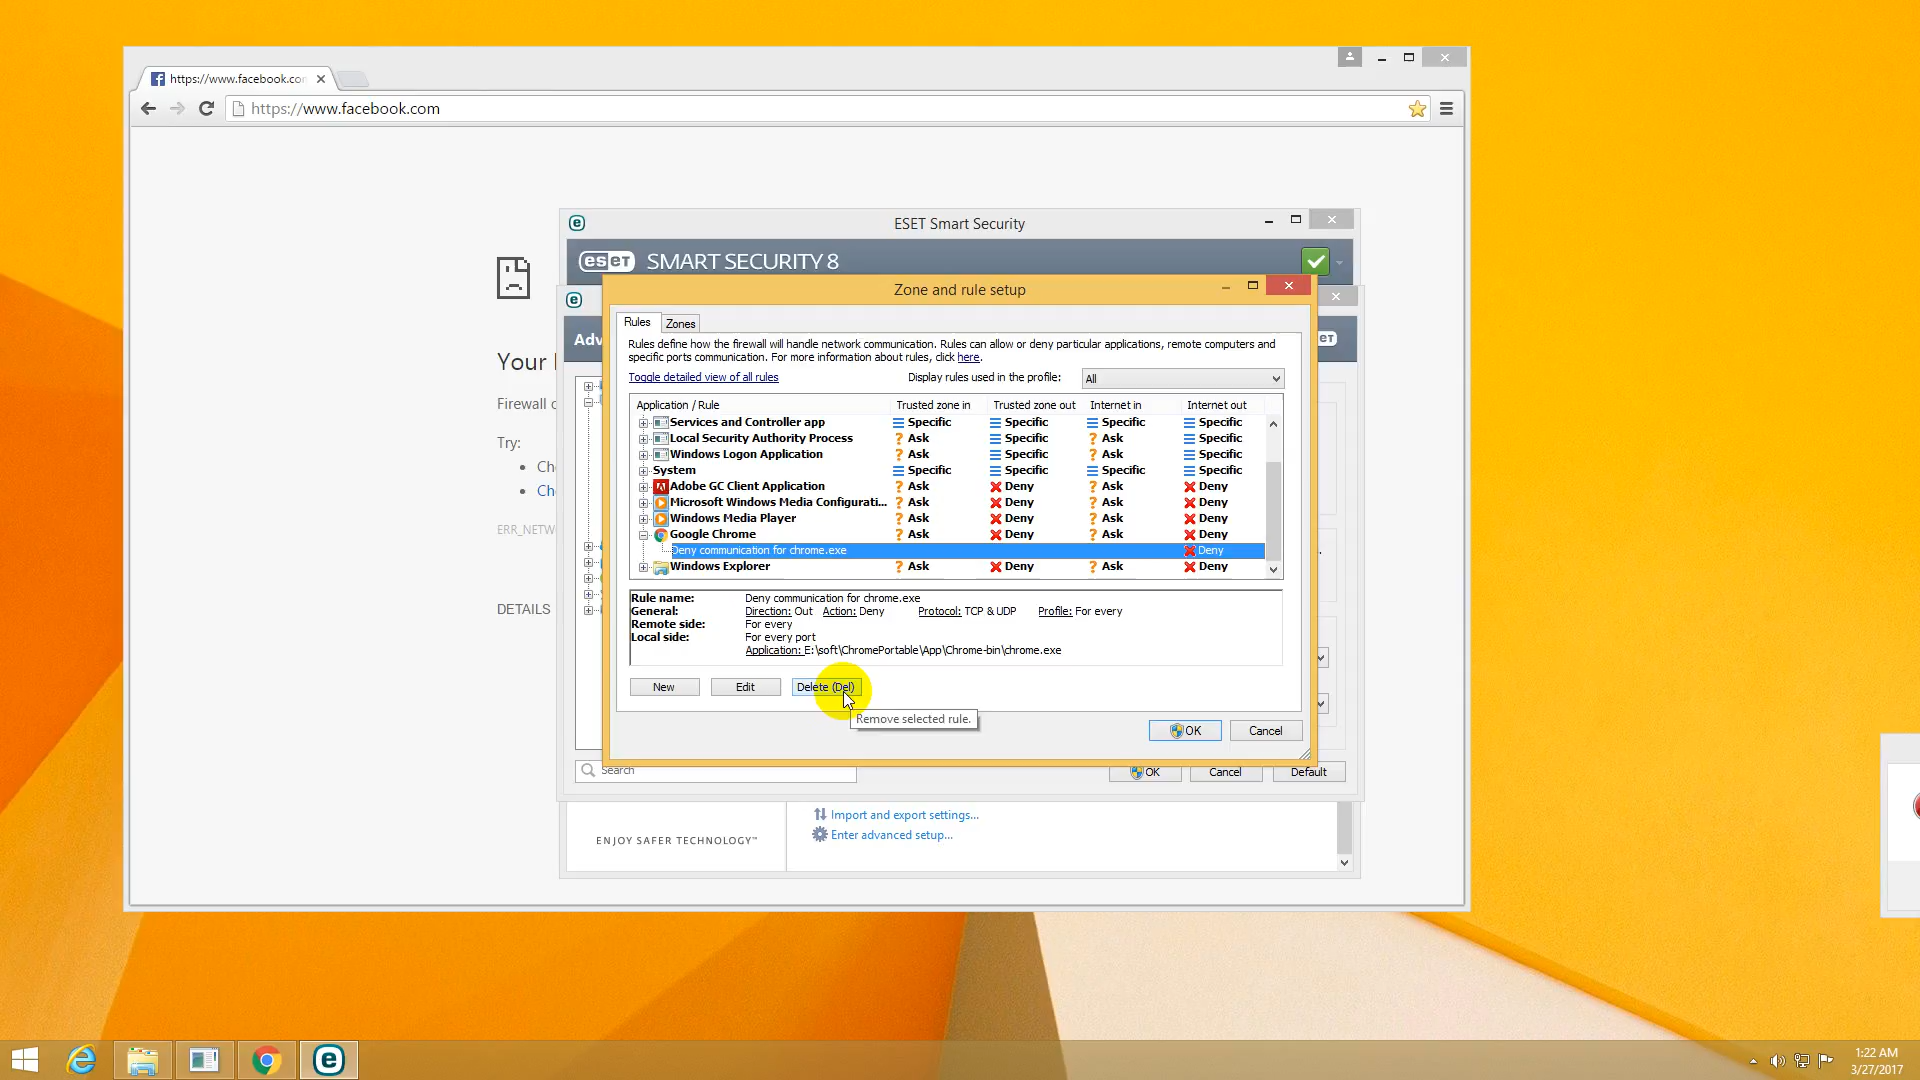 https://www.facebook.con
https://www.facebook.com
ESET Smart Security
eset SMART SECURITY 8
Zone and rule setup
Adv
Rules
Zones
Rules define how the firewall will handle network communication. Rules can allow or deny particular applications, remote computers and
specific ports communication. For more information about rules, click here.
Toggle detailed view of all rules
Display rules used in the profile:
All
Application / Rule Trusted zone in Trusted zone out Internet in Internet out
Services and Controller app Specific Specific Specific Specific
Local Security Authority Process Ask Specific Ask Specific
Windows Logon Application Ask Specific Ask Specific
System Specific Specific Specific Specific
Adobe GC Client Application Ask Deny Ask Deny
Microsoft Windows Media Configurati... Ask Deny Ask Deny
Windows Media Player Ask Deny Ask Deny
Google Chrome Ask Deny Ask Deny
Deny communication for chrome.exe Deny
Windows Explorer Ask Deny Ask Deny
Rule name: Deny communication for chrome.exe
General: Direction: Out Action: Deny Protocol: TCP & UDP Profile: For every
Remote side: For every
Local side: For every port
Application: E:\soft\ChromePortable\App\Chrome-bin\chrome.exe
New
Edit
Delete (Del)
Remove selected rule.
OK
Cancel
Your
Firewall
Try:
Che
Che
ERR_NETW
DETAILS
Search
OK
Cancel
Default
ENJOY SAFER TECHNOLOGY™
Import and export settings...
Enter advanced setup...
1:22 AM
3/27/2017